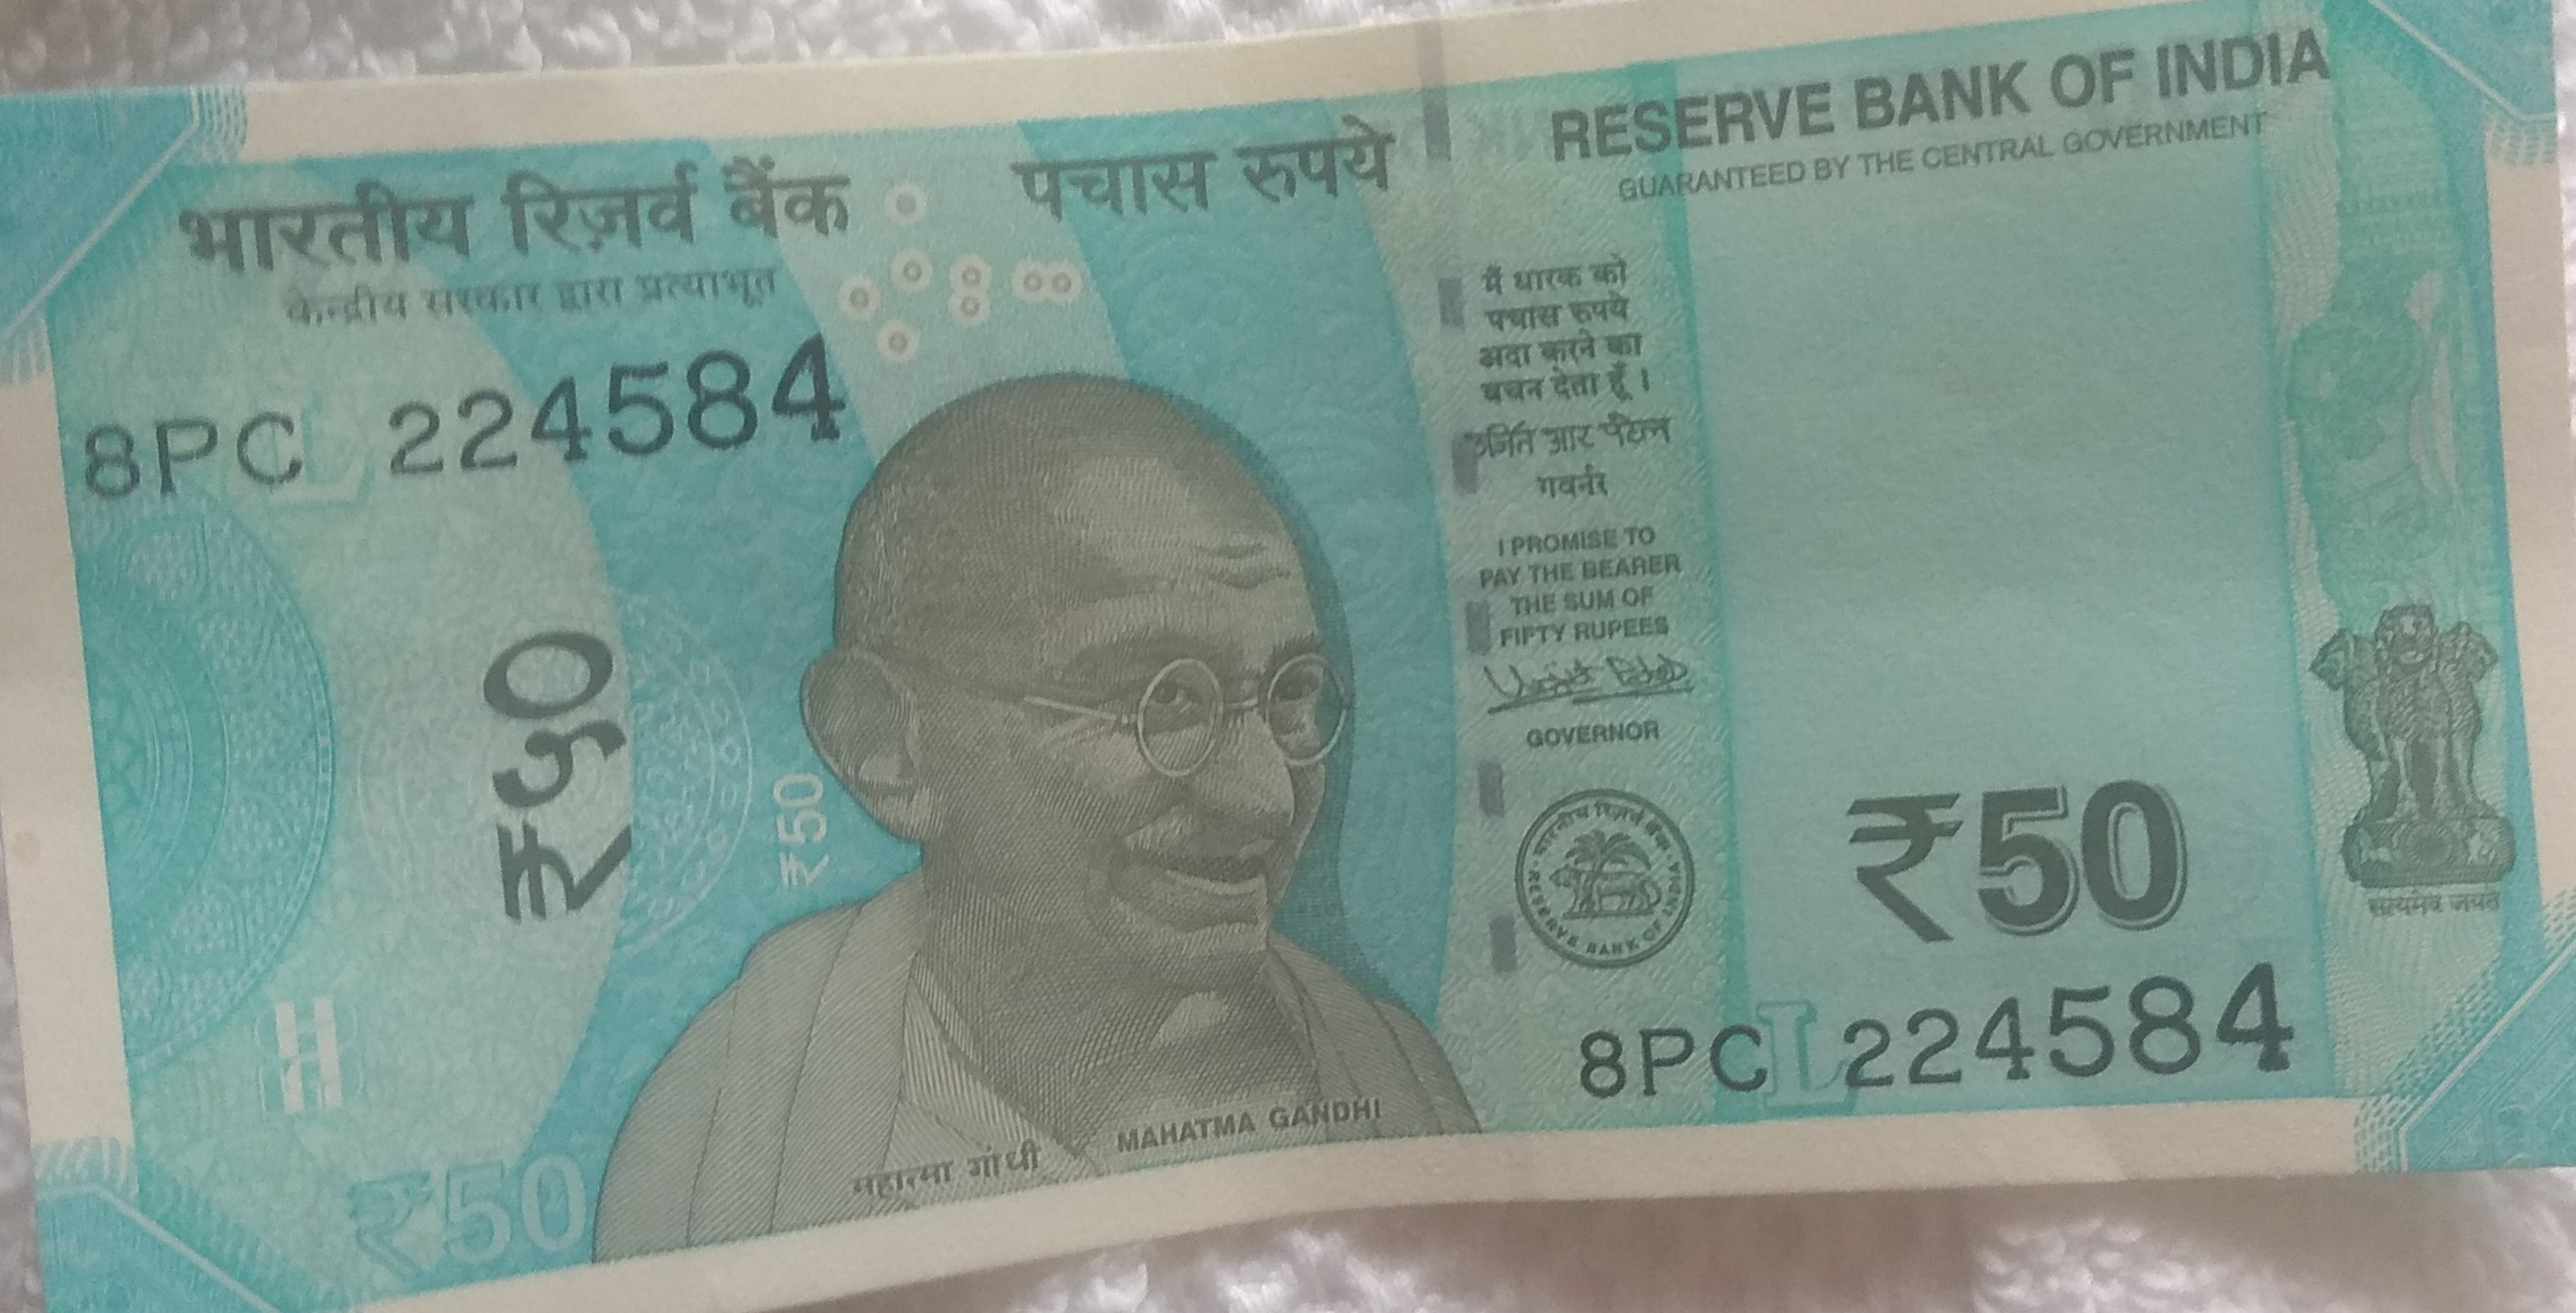 भारतीय रिज़र्व बैंक
केन्द्रीय सरकार द्वारा प्रत्याभूत
8PC 224584
₹५०
₹50
₹50
पचास रुपये
महात्मा गांधी MAHATMA GANDHI
RESERVE BANK OF INDIA
GUARANTEED BY THE CENTRAL GOVERNMENT
मैं धारक को
पचास रुपये
अदा करने का
वचन देता हूँ।
उर्जित आर पटेल
गवर्नर
I PROMISE TO
PAY THE BEARER
THE SUM OF
FIFTY RUPEES
GOVERNOR
भारतीय रिज़र्व बैंक
RESERVE BANK OF INDIA
₹50
सत्यमेव जयते
8PC L 224584